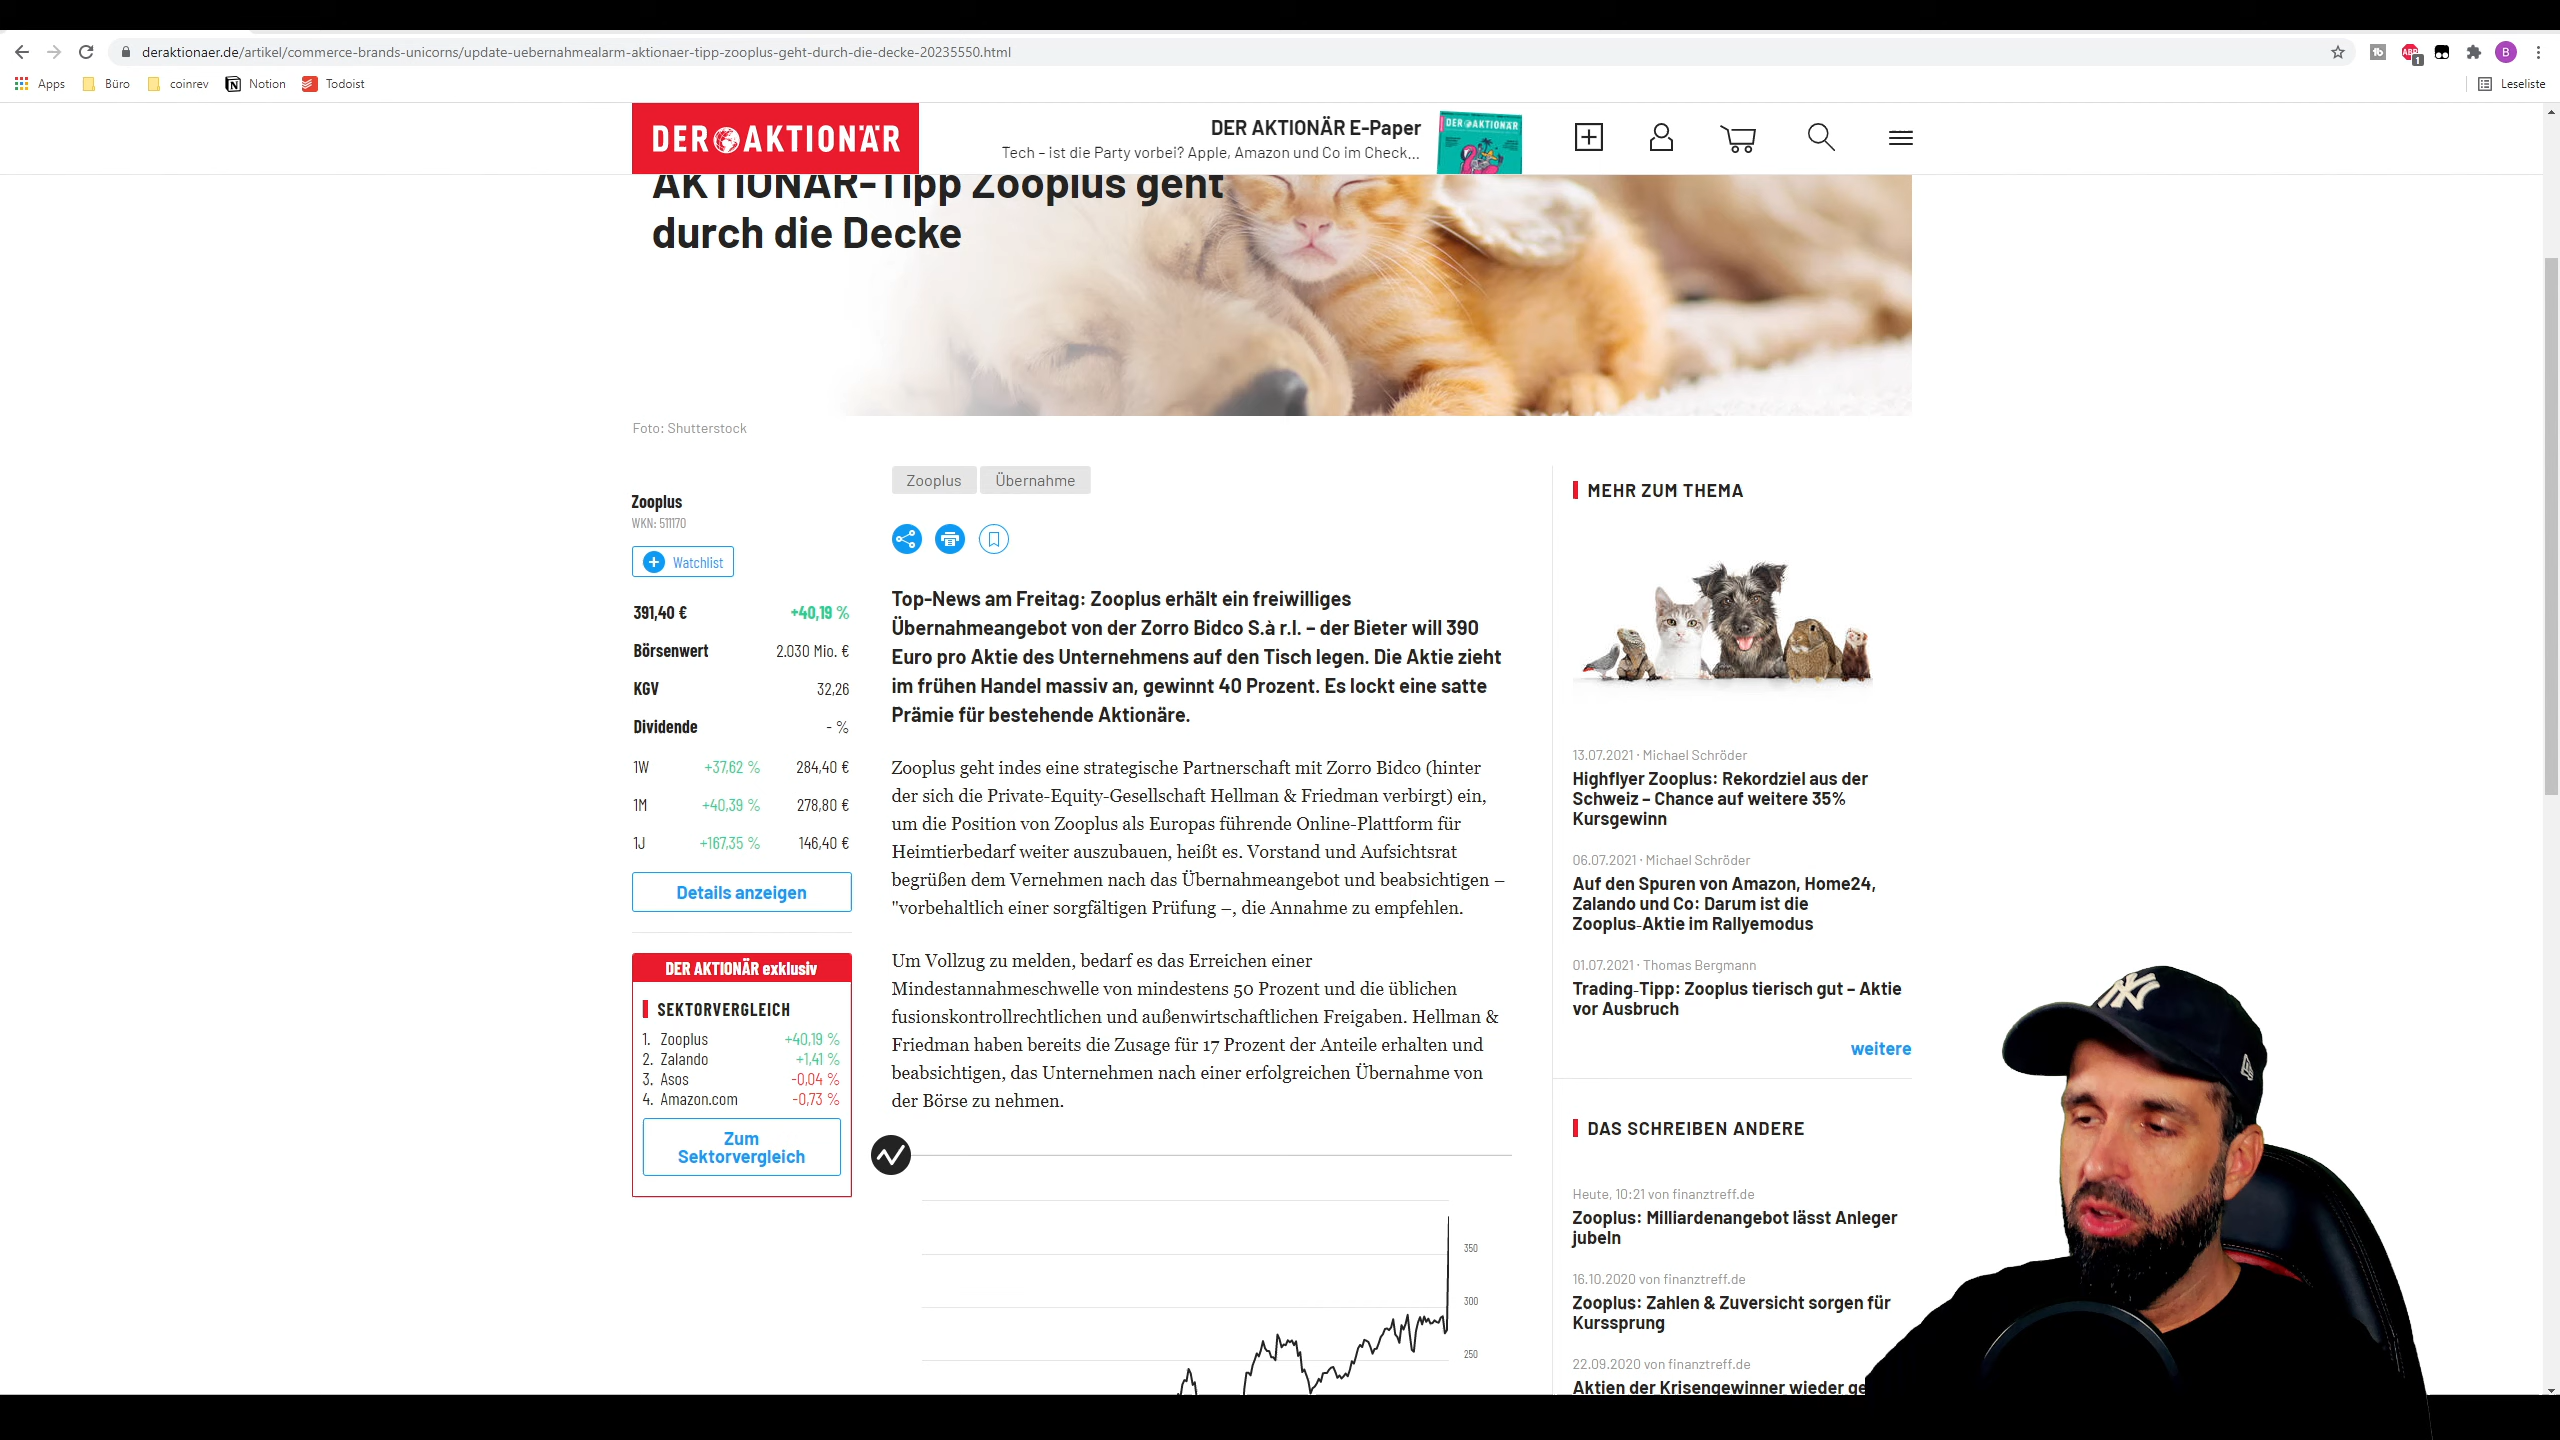 deraktionaer.de/artikel/commerce-brands-unicorns/update-uebernahmealarm-aktionaer-tipp-zooplus-geht-durch-die-decke-20235550.html
ABP
1
B
Apps
Büro
coinrev
Notion
Todoist
Leseliste
DER AKTIONÄR
DER AKTIONÄR E-Paper
Tech – ist die Party vorbei? Apple, Amazon und Co im Check...
DER AKTIONÄR
AKTIONÄR-Tipp Zooplus geht
durch die Decke
Foto: Shutterstock
Zooplus
WKN: 511170
Watchlist
391,40 € +40,19 %
Börsenwert 2.030 Mio. €
KGV 32,26
Dividende - %
1W +37,62 % 284,40 €
1M +40,39 % 278,80 €
1J +167,35 % 146,40 €
Details anzeigen
DER AKTIONÄR exklusiv
SEKTORVERGLEICH
1. Zooplus +40,19 %
2. Zalando +1,41 %
3. Asos -0,04 %
4. Amazon.com -0,73 %
Zum
Sektorvergleich
Zooplus Übernahme
Top-News am Freitag: Zooplus erhält ein freiwilliges
Übernahmeangebot von der Zorro Bidco S.à r.l. – der Bieter will 390
Euro pro Aktie des Unternehmens auf den Tisch legen. Die Aktie zieht
im frühen Handel massiv an, gewinnt 40 Prozent. Es lockt eine satte
Prämie für bestehende Aktionäre.
Zooplus geht indes eine strategische Partnerschaft mit Zorro Bidco (hinter
der sich die Private-Equity-Gesellschaft Hellman & Friedman verbirgt) ein,
um die Position von Zooplus als Europas führende Online-Plattform für
Heimtierbedarf weiter auszubauen, heißt es. Vorstand und Aufsichtsrat
begrüßen dem Vernehmen nach das Übernahmeangebot und beabsichtigen –
"vorbehaltlich einer sorgfältigen Prüfung –, die Annahme zu empfehlen.
Um Vollzug zu melden, bedarf es das Erreichen einer
Mindestannahmeschwelle von mindestens 50 Prozent und die üblichen
fusionskontrollrechtlichen und außenwirtschaftlichen Freigaben. Hellman &
Friedman haben bereits die Zusage für 17 Prozent der Anteile erhalten und
beabsichtigen, das Unternehmen nach einer erfolgreichen Übernahme von
der Börse zu nehmen.
350
300
250
MEHR ZUM THEMA
13.07.2021 · Michael Schröder
Highflyer Zooplus: Rekordziel aus der
Schweiz – Chance auf weitere 35%
Kursgewinn
06.07.2021 · Michael Schröder
Auf den Spuren von Amazon, Home24,
Zalando und Co: Darum ist die
Zooplus-Aktie im Rallyemodus
01.07.2021 · Thomas Bergmann
Trading-Tipp: Zooplus tierisch gut – Aktie
vor Ausbruch
weitere
DAS SCHREIBEN ANDERE
Heute, 10:21 von finanztreff.de
Zooplus: Milliardenangebot lässt Anleger
jubeln
16.10.2020 von finanztreff.de
Zooplus: Zahlen & Zuversicht sorgen für
Kurssprung
22.09.2020 von finanztreff.de
Aktien der Krisengewinner wieder ge
NY